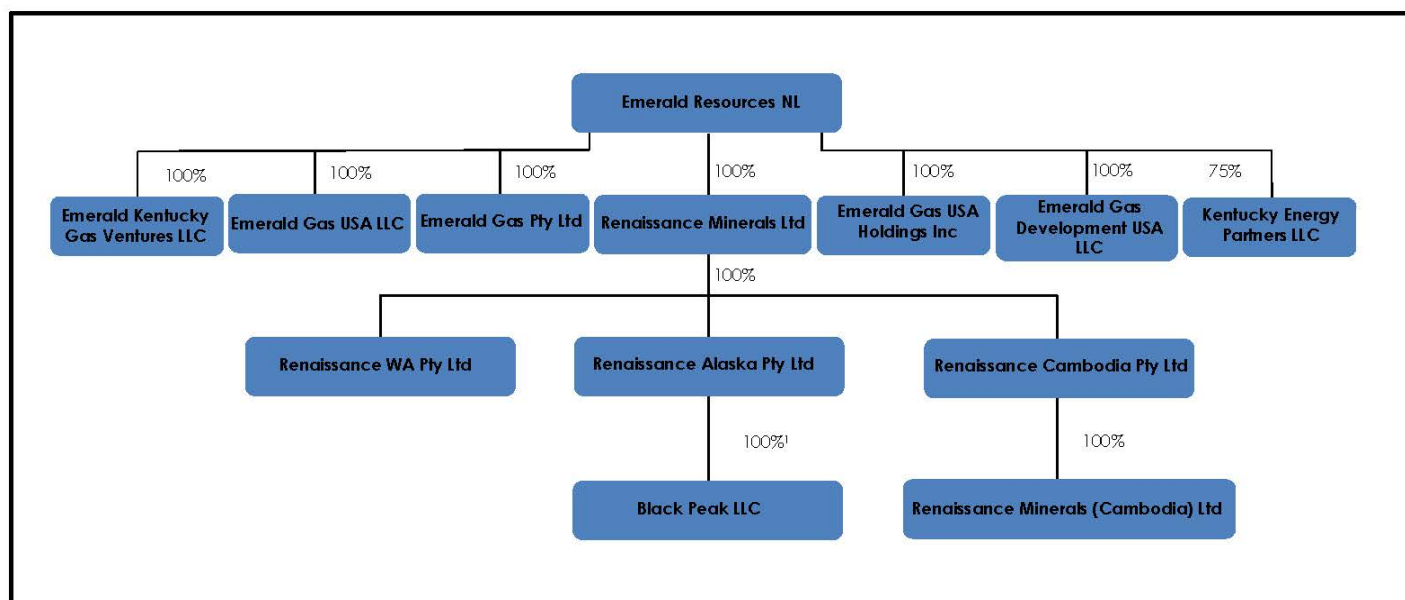 Emerald Resources NL
100%
100%
100%
100%
100%
100%
75%
Emerald Kentucky
Gas Ventures LLC
Emerald Gas USA LLC
Emerald Gas Pty Ltd
Renaissance Minerals Ltd
Emerald Gas USA
Holdings Inc
Emerald Gas
Development USA
LLC
Kentucky Energy
Partners LLC
100%
Renaissance WA Pty Ltd
Renaissance Alaska Pty Ltd
Renaissance Cambodia Pty Ltd
100%¹
100%
Black Peak LLC
Renaissance Minerals (Cambodia) Ltd